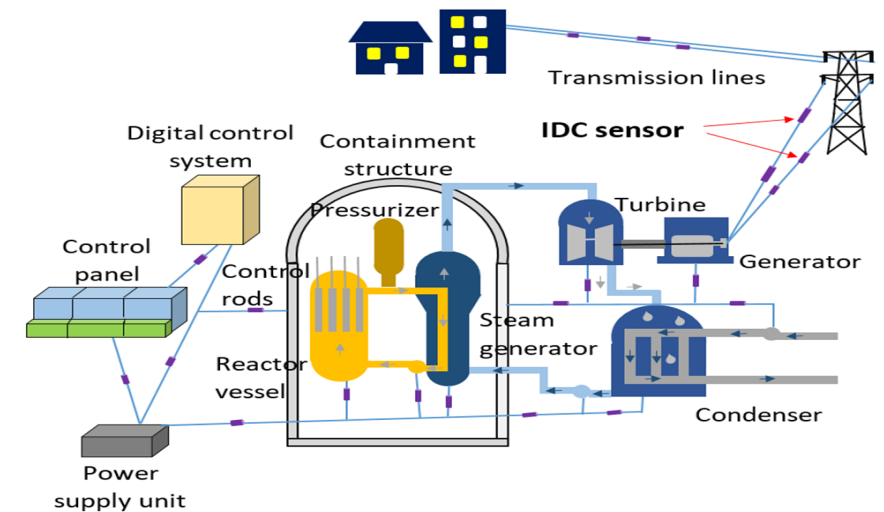 Transmission lines
IDC sensor
Digital control
system
Containment
structure
Pressurizer
Turbine
Control
panel
Control
rods
Generator
Steam
generator
Reactor
vessel
Condenser
Power
supply unit